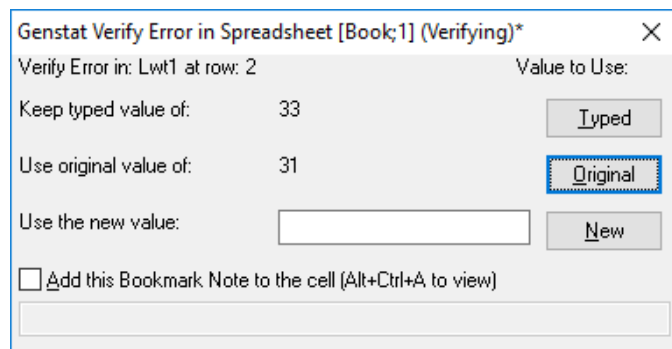 Genstat Verify Error in Spreadsheet [Book;1] (Verifying)*
Verify Error in: Lwt1 at row: 2 Value to Use:
Keep typed value of: 33 Typed
Use original value of: 31 Original
Use the new value: New
Add this Bookmark Note to the cell (Alt+Ctrl+A to view)